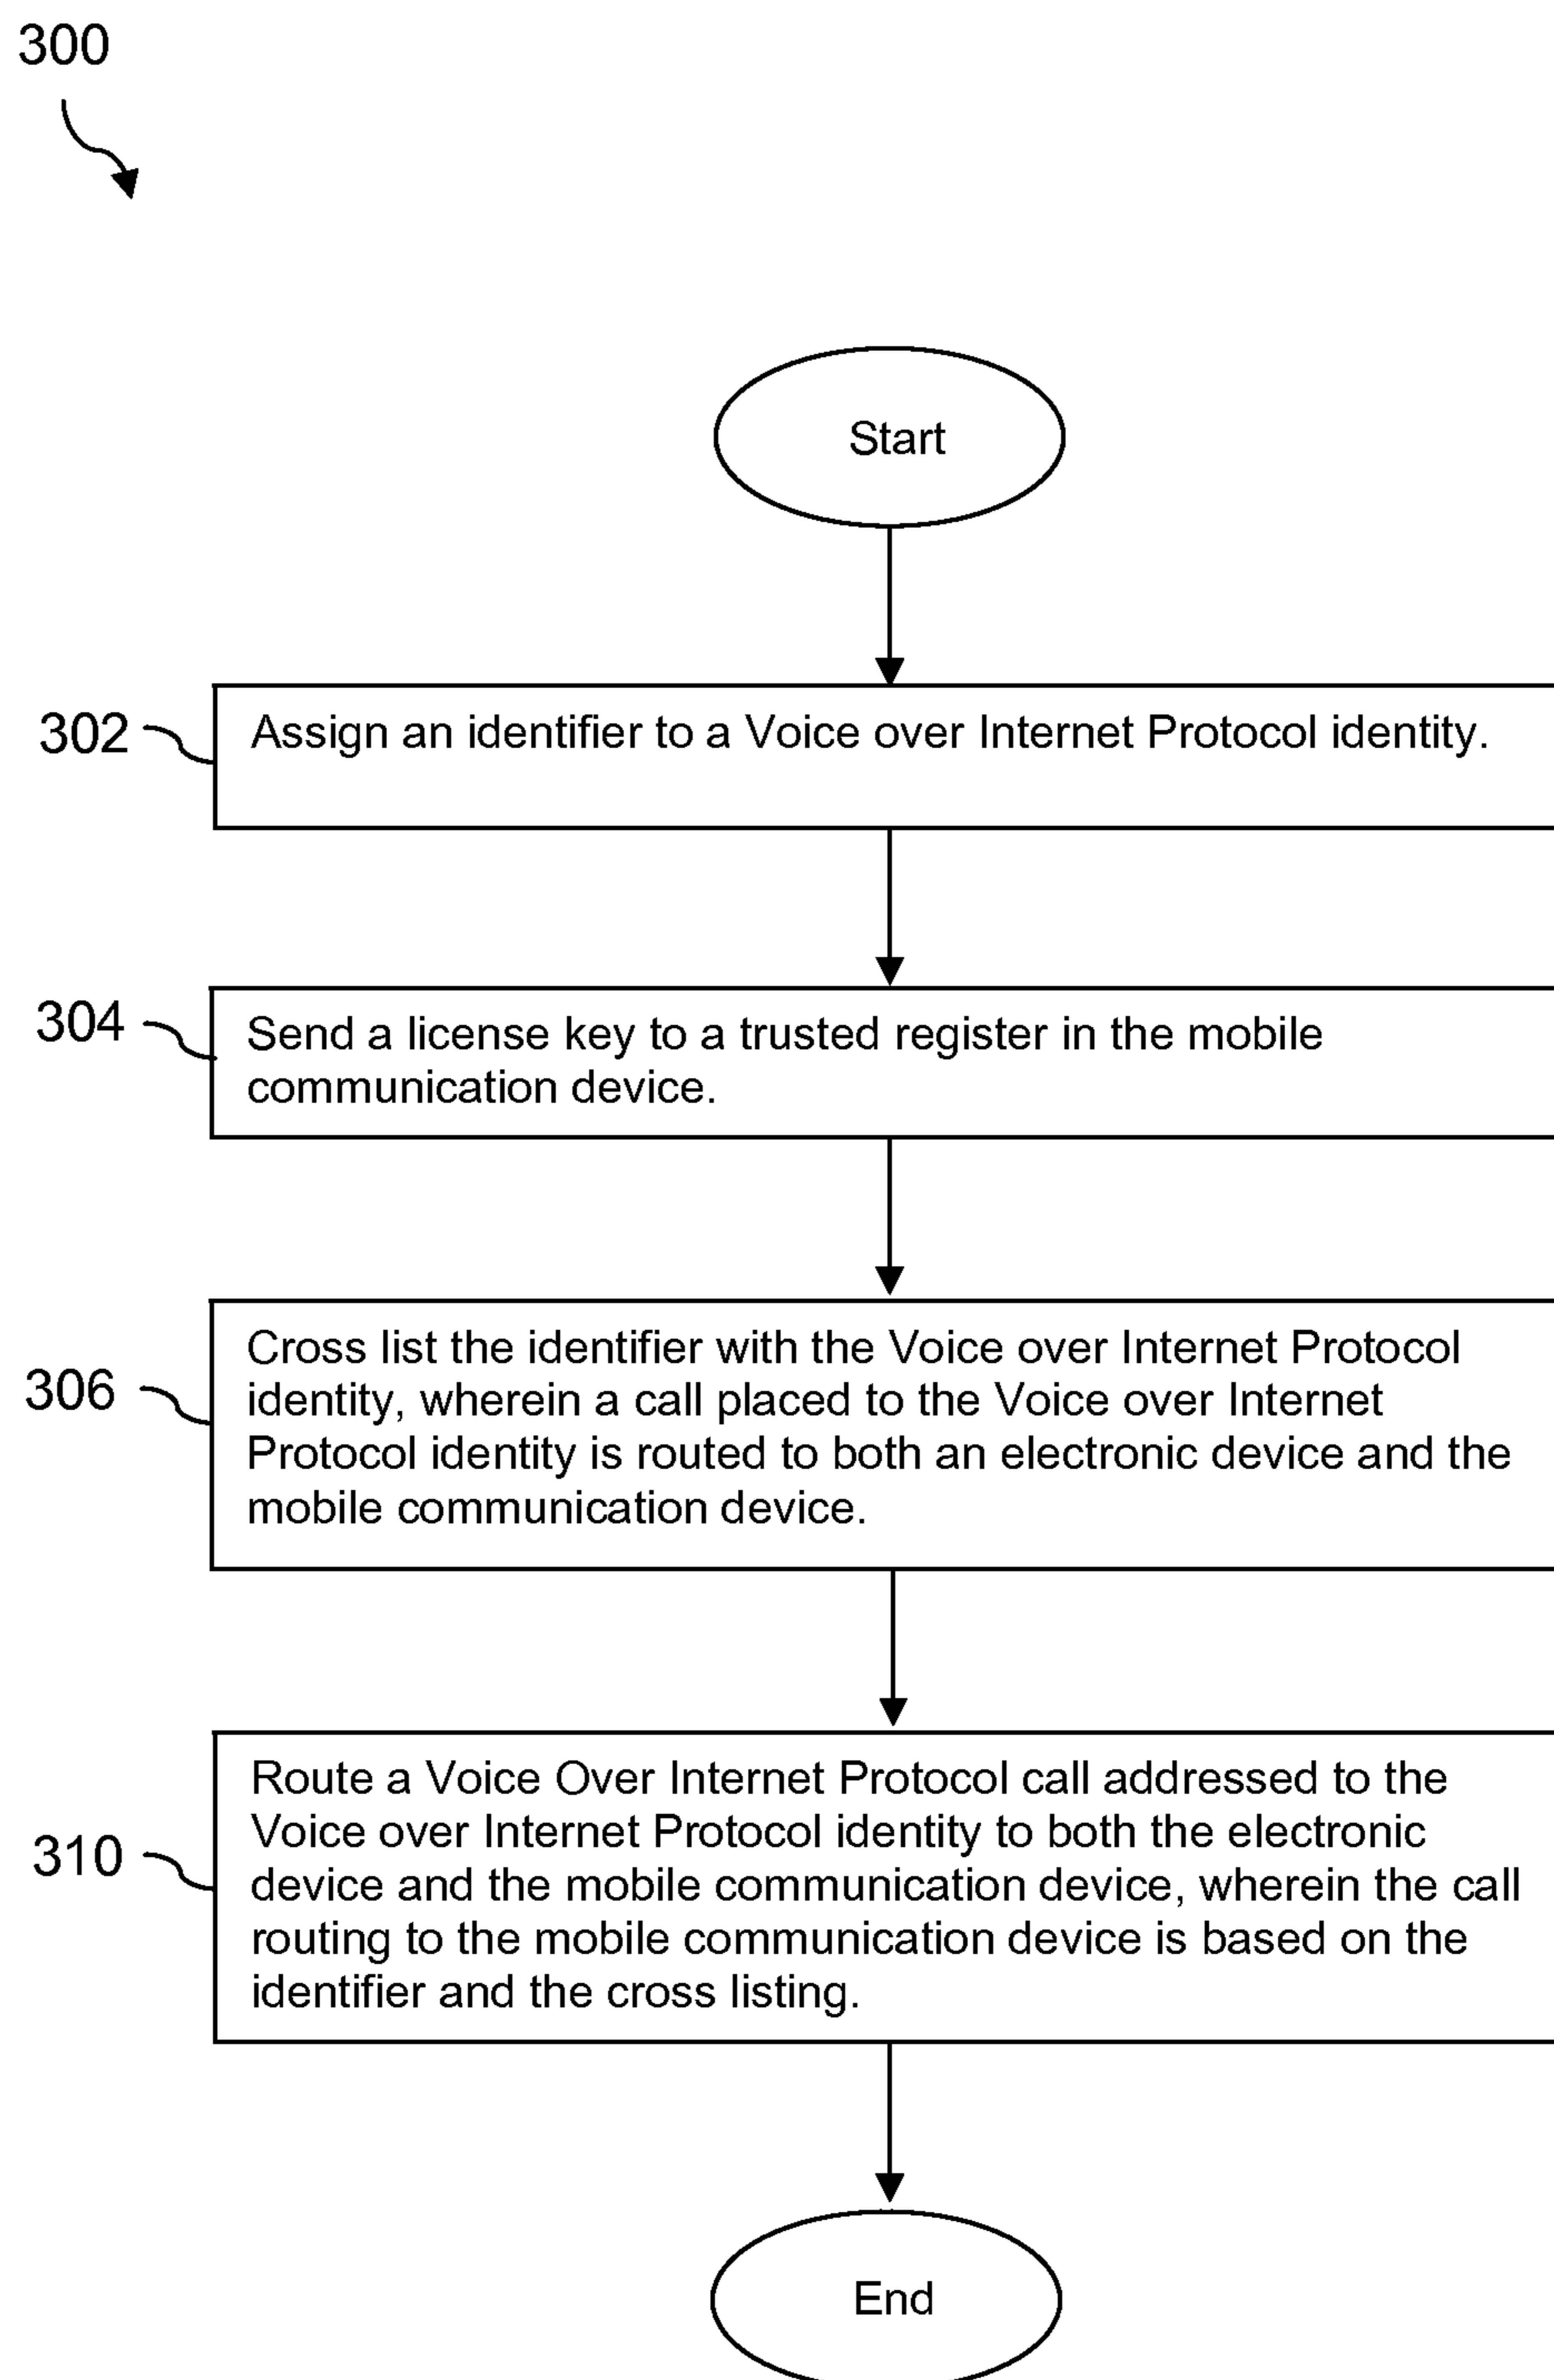 300
Start
302
Assign an identifier to a Voice over Internet Protocol identity.
304
Send a license key to a trusted register in the mobile
communication device.
306
Cross list the identifier with the Voice over Internet Protocol
identity, wherein a call placed to the Voice over Internet
Protocol identity is routed to both an electronic device and the
mobile communication device.
310
Route a Voice Over Internet Protocol call addressed to the
Voice over Internet Protocol identity to both the electronic
device and the mobile communication device, wherein the call
routing to the mobile communication device is based on the
identifier and the cross listing.
End